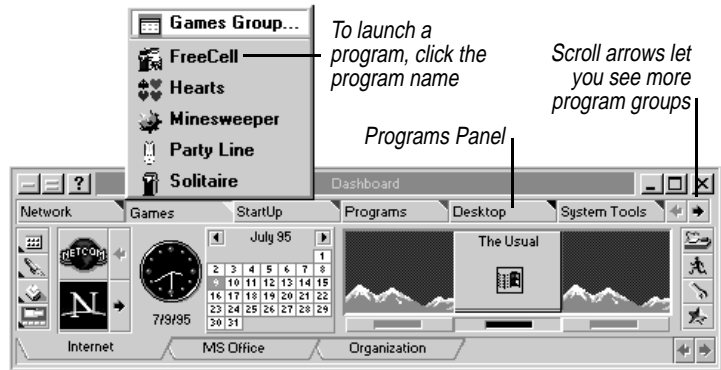 Games Group...
FreeCell
Hearts
Minesweeper
Party Line
Solitaire
To launch a
program, click the
program name
Scroll arrows let
you see more
program groups
Programs Panel
?
Dashboard
Network Games StartUp Programs Desktop System Tools
NETCOM
N
7/9/95
July 95
1
2 3 4 5 6 7 8
9 10 11 12 13 14 15
16 17 18 19 20 21 22
23 24 25 26 27 28 29
30 31
The Usual
Internet MS Office Organization